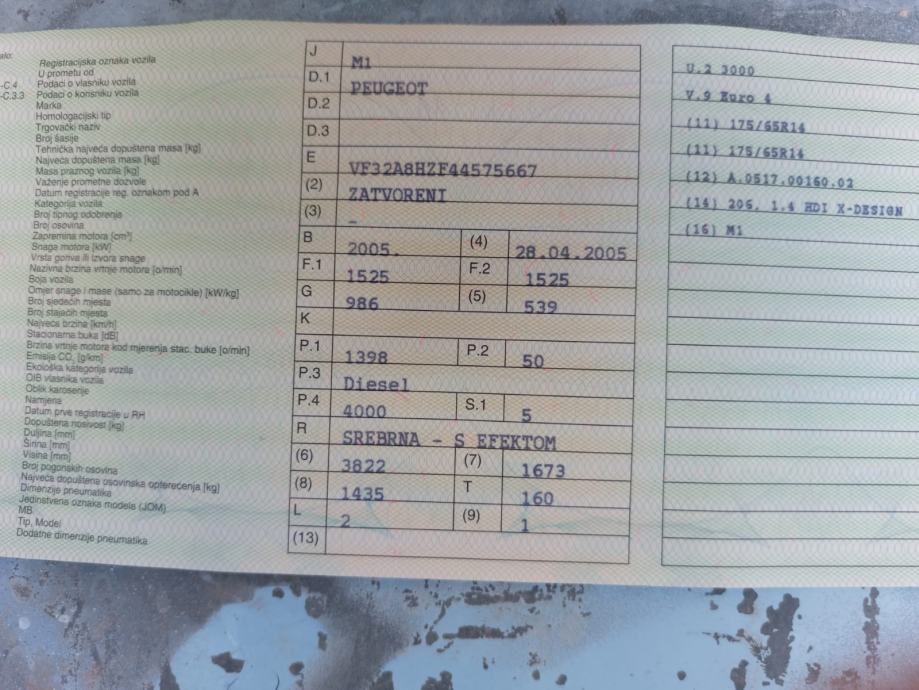 Registracijska oznaka vozila
U prometu od
-C.4 Podaci o vlasniku vozila
-C.3.3 Podaci o korisniku vozila
Marka
Homologacijski tip
Trgovački naziv
Broj šasije
Tehnička najveća dopuštena masa [kg]
Najveća dopuštena masa [kg]
Masa praznog vozila [kg]
Važenje prometne dozvole
Datum registracije reg. oznakom pod A
Kategorija vozila
Broj tipnog odobrenja
Broj osovina
Zapremina motora [cm³]
Snaga motora [kW]
Vrsta goriva ili izvora snage
Nazivna brzina vrtnje motora [o/min]
Boja vozila
Omjer snage i mase (samo za motocikle) [kW/kg]
Broj sjedećih mjesta
Broj stajaćih mjesta
Najveća brzina [km/h]
Stacionarna buka [dB]
Brzina vrtnje motora kod mjerenja stac. buke [o/min]
Emisija CO₂ [g/km]
Ekološka kategorija vozila
OIB vlasnika vozila
Oblik karoserije
Namjena
Datum prve registracije u RH
Dopuštena nosivost [kg]
Duljina [mm]
Širina [mm]
Visina [mm]
Broj pogonskih osovina
Najveća dopuštena osovinska opterećenja [kg]
Dimenzije pneumatika
Jedinstvena oznaka modela (JOM)
MB
Tip, Model
Dodatne dimenzije pneumatika
J M1
D.1 PEUGEOT
D.2
D.3
E VF32A8HZF44575667
(2) ZATVORENI
(3) -
B 2005. (4) 28.04.2005
F.1 1525 F.2 1525
G 986 (5) 539
K
P.1 1398 P.2 50
P.3 Diesel
P.4 4000 S.1 5
R SREBRNA - S EFEKTOM
(6) 3822 (7) 1673
(8) 1435 T 160
L 2 (9) 1
(13)
U.2 3000
V.9 Euro 4
(11) 175/65R14
(11) 175/65R14
(12) A.0517.00160.02
(14) 206, 1.4 HDI X-DESIGN
(16) M1